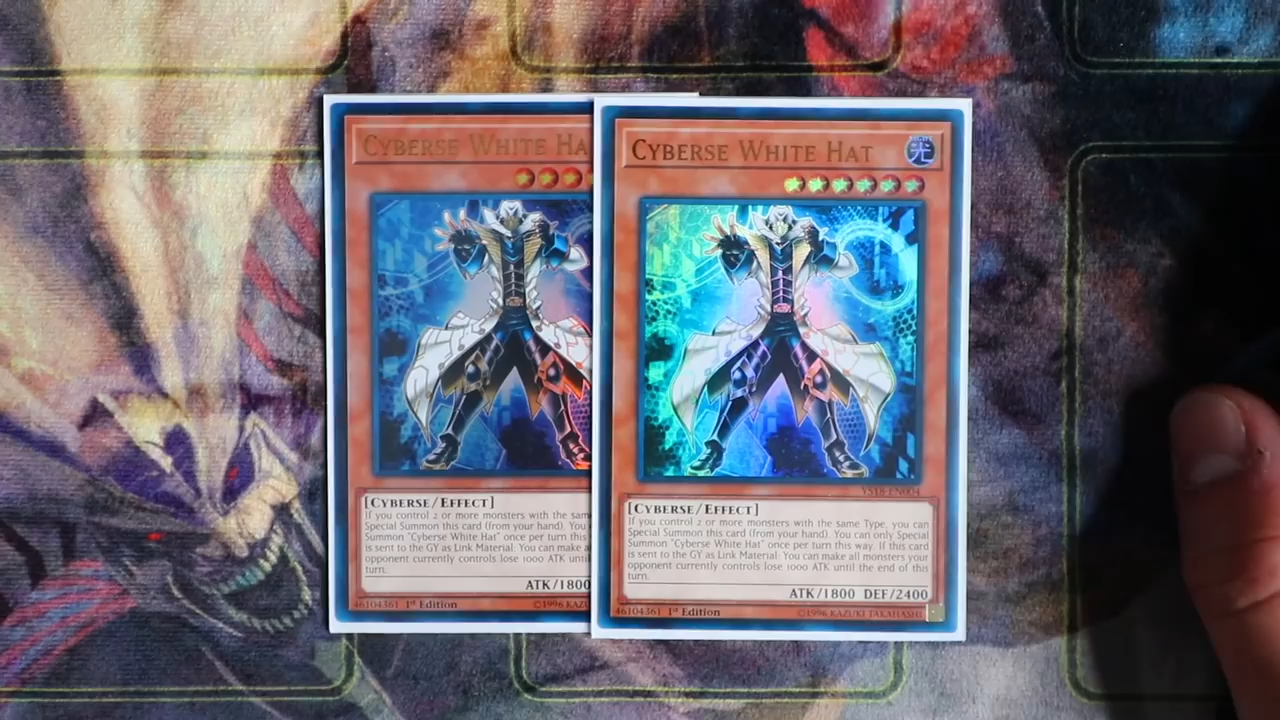 CYBERSE WHITE HA
[CYBERSE/EFFECT]
If you control 2 or more monsters with the same
Special Summon this card (from your hand). You
Summon "Cyberse White Hat" once per turn this
is sent to the GY as Link Material: You can make a
opponent currently controls lose 1000 ATK until
turn.
ATK/1800
46104361 1st Edition
©1996 KAZU
CYBERSE WHITE HAT
LIGHT
光
YS18-EN004
[CYBERSE/EFFECT]
If you control 2 or more monsters with the same Type, you can
Special Summon this card (from your hand). You can only Special
Summon "Cyberse White Hat" once per turn this way. If this card
is sent to the GY as Link Material: You can make all monsters your
opponent currently controls lose 1000 ATK until the end of this
turn.
ATK/1800 DEF/2400
46104361 1st Edition
©1996 KAZUKI TAKAHASHI